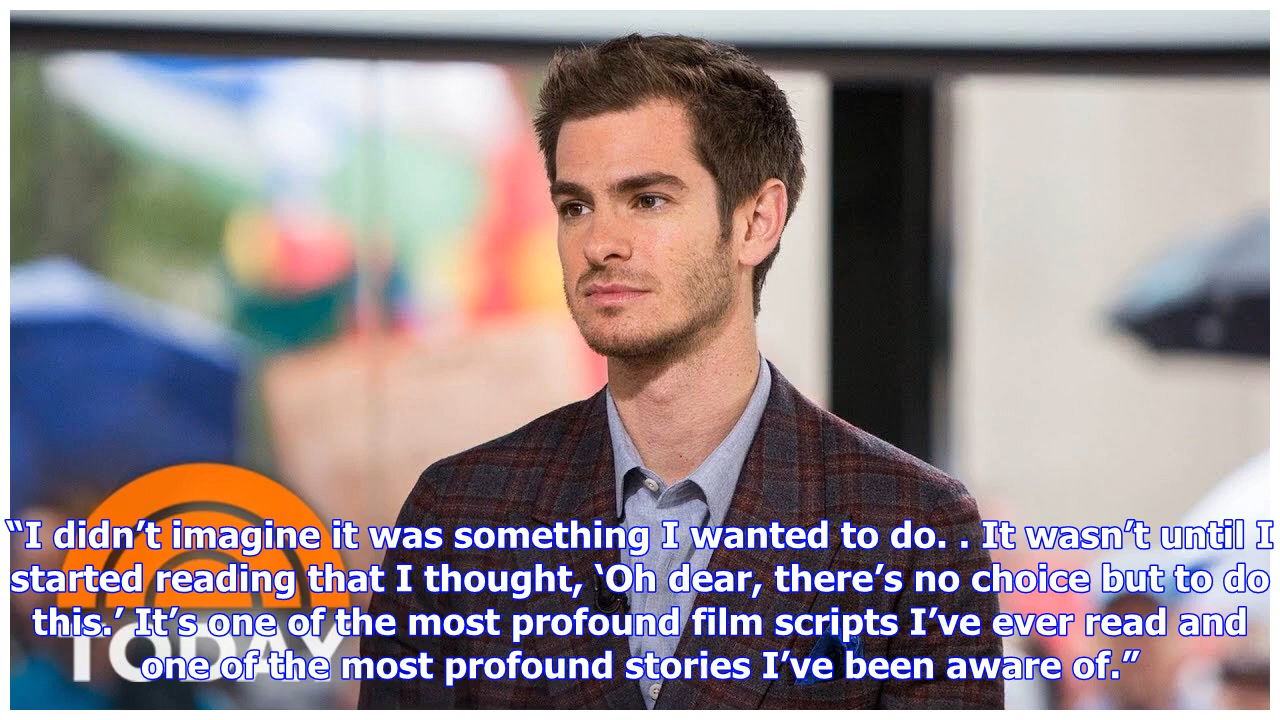 “I didn’t imagine it was something I wanted to do. . It wasn’t until I
started reading that I thought, ‘Oh dear, there’s no choice but to do
this.’ It’s one of the most profound film scripts I’ve ever read and
one of the most profound stories I’ve been aware of.”
TODAY